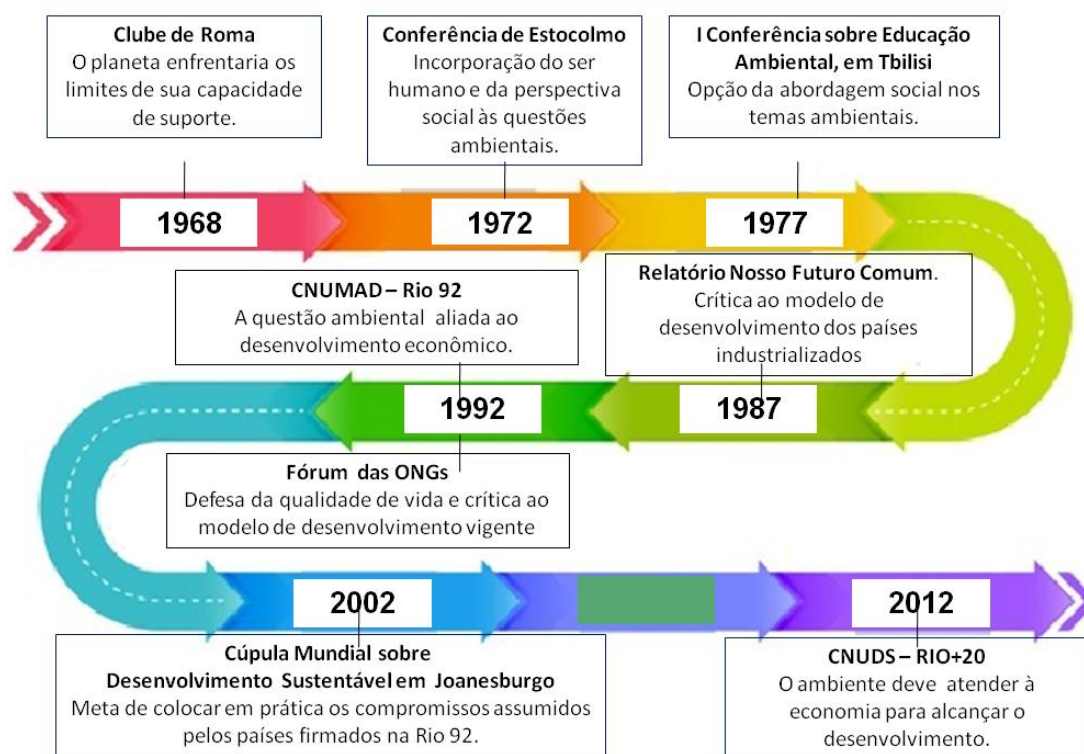 Clube de Roma
O planeta enfrentaria os
limites de sua capacidade
de suporte.
Conferência de Estocolmo
Incorporação do ser
humano e da perspectiva
social às questões
ambientais.
I Conferência sobre Educação
Ambiental, em Tbilisi
Opção da abordagem social nos
temas ambientais.
1968
1972
1977
Relatório Nosso Futuro Comum.
Crítica ao modelo de
desenvolvimento dos países
industrializados
CNUMAD – Rio 92
A questão ambiental aliada ao
desenvolvimento econômico.
1987
1992
Fórum das ONGs
Defesa da qualidade de vida e crítica ao
modelo de desenvolvimento vigente
2002
2012
Cúpula Mundial sobre
Desenvolvimento Sustentável em Joanesburgo
Meta de colocar em prática os compromissos assumidos
pelos países firmados na Rio 92.
CNUDS – RIO+20
O ambiente deve atender à
economia para alcançar o
desenvolvimento.